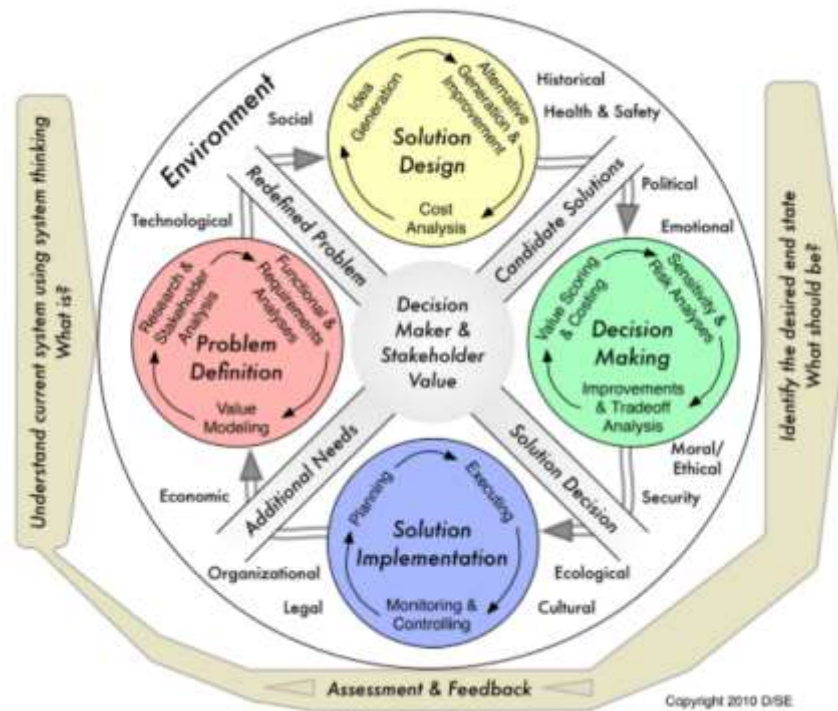 Environment
Social
Technological
Historical
Health & Safety
Political
Emotional
Idea
Generation
Alternative
Generation &
Improvement
Solution
Design
Cost
Analysis
Redefined Problem
Candidate Solutions
Research &
Stakeholder
Analysis
Functional &
Requirements
Analyses
Problem
Definition
Value
Modeling
Decision
Maker &
Stakeholder
Value
Value Scoring
& Costing
Sensitivity &
Risk Analyses
Decision
Making
Improvements
& Tradeoff
Analysis
Additional Needs
Solution Decision
Economic
Organizational
Legal
Planning
Executing
Solution
Implementation
Monitoring &
Controlling
Moral/
Ethical
Security
Ecological
Cultural
Understand current system using system thinking
What is?
Identify the desired end state
What should be?
Assessment & Feedback
Copyright 2010 D/SE